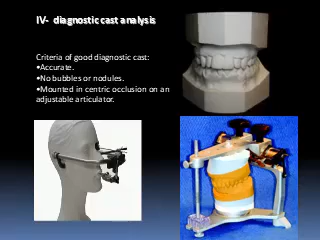 IV- diagnostic cast analysis
Criteria of good diagnostic cast:
•Accurate.
•No bubbles or nodules.
•Mounted in centric occlusion on an
adjustable articulator.